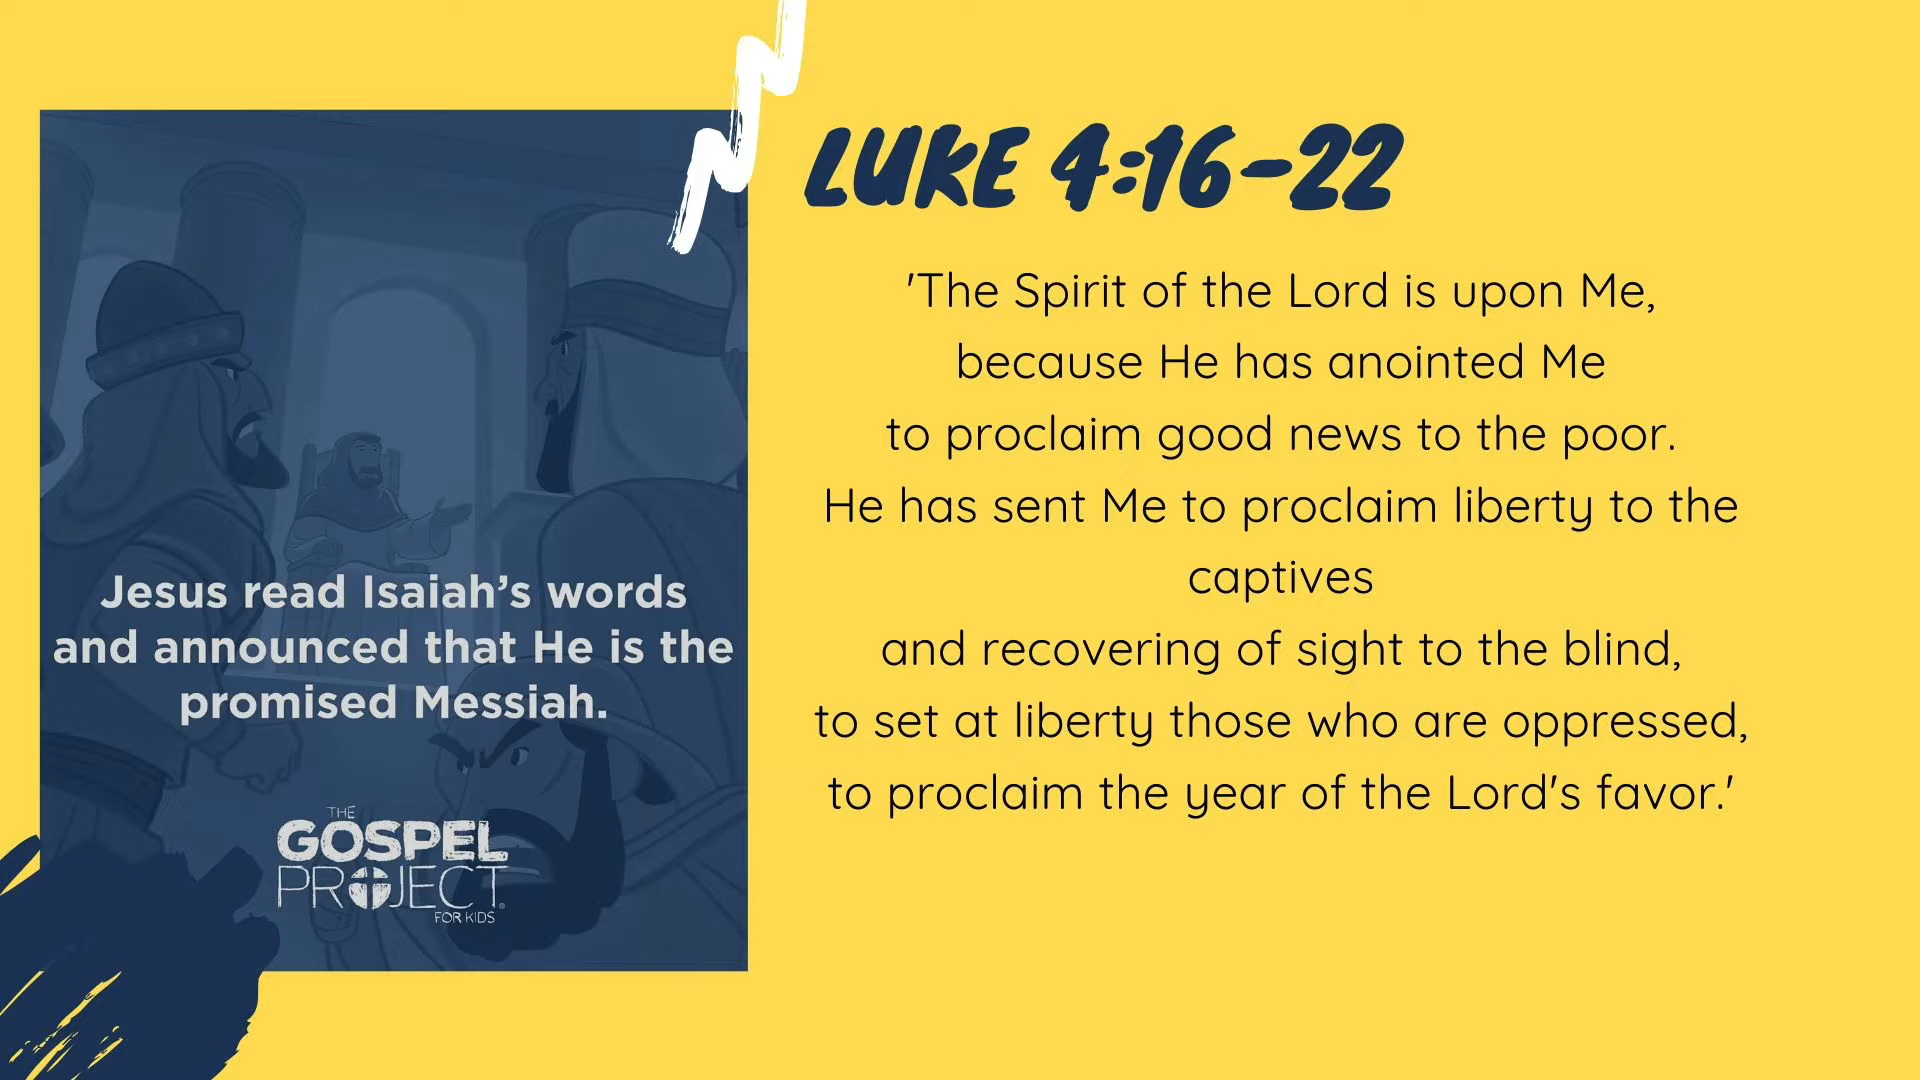 Jesus read Isaiah’s words
and announced that He is the
promised Messiah.
THE
GOSPEL
PROJECT®
FOR KIDS
LUKE 4:16-22
'The Spirit of the Lord is upon Me,
because He has anointed Me
to proclaim good news to the poor.
He has sent Me to proclaim liberty to the
captives
and recovering of sight to the blind,
to set at liberty those who are oppressed,
to proclaim the year of the Lord's favor.'